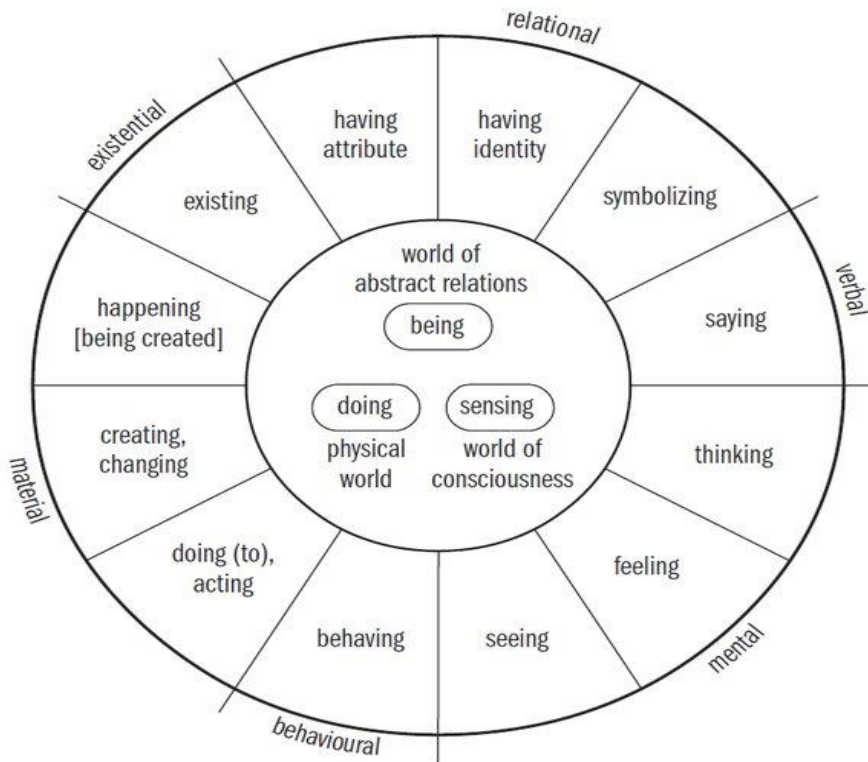 relational
existential
having
attribute
having
identity
existing
symbolizing
world of
abstract relations
being
verbal
happening
[being created]
saying
doing
sensing
physical
world
world of
consciousness
creating,
changing
thinking
material
doing (to),
acting
feeling
behaving
seeing
mental
behavioural